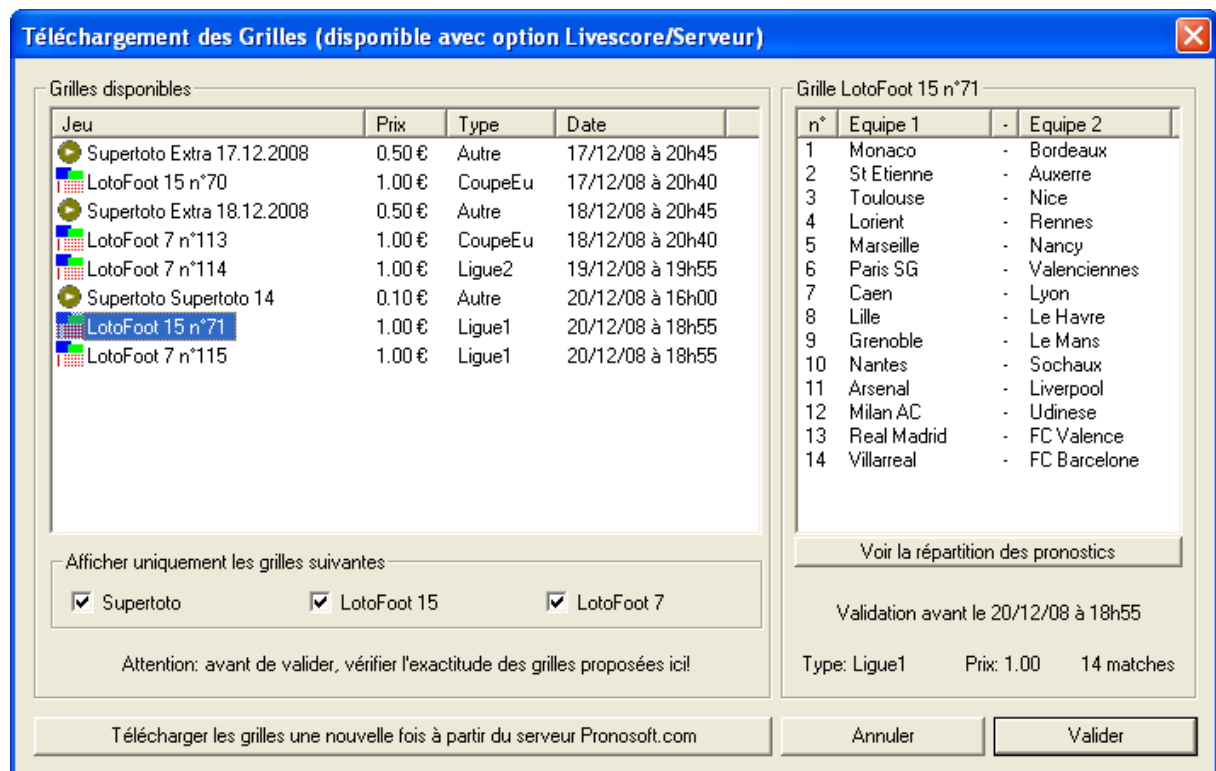 Téléchargement des Grilles (disponible avec option Livescore/Serveur)
Grilles disponibles
Jeu Prix Type Date
Supertoto Extra 17.12.2008 0.50 € Autre 17/12/08 à 20h45
LotoFoot 15 n°70 1.00 € CoupeEu 17/12/08 à 20h40
Supertoto Extra 18.12.2008 0.50 € Autre 18/12/08 à 20h45
LotoFoot 7 n°113 1.00 € CoupeEu 18/12/08 à 20h40
LotoFoot 7 n°114 1.00 € Ligue2 19/12/08 à 19h55
Supertoto Supertoto 14 0.10 € Autre 20/12/08 à 16h00
LotoFoot 15 n°71 1.00 € Ligue1 20/12/08 à 18h55
LotoFoot 7 n°115 1.00 € Ligue1 20/12/08 à 18h55
Afficher uniquement les grilles suivantes
Supertoto LotoFoot 15 LotoFoot 7
Attention: avant de valider, vérifier l'exactitude des grilles proposées ici!
Grille LotoFoot 15 n°71
n° Equipe 1 - Equipe 2
1 Monaco - Bordeaux
2 St Etienne - Auxerre
3 Toulouse - Nice
4 Lorient - Rennes
5 Marseille - Nancy
6 Paris SG - Valenciennes
7 Caen - Lyon
8 Lille - Le Havre
9 Grenoble - Le Mans
10 Nantes - Sochaux
11 Arsenal - Liverpool
12 Milan AC - Udinese
13 Real Madrid - FC Valence
14 Villarreal - FC Barcelone
Voir la répartition des pronostics
Validation avant le 20/12/08 à 18h55
Type: Ligue1 Prix: 1.00 14 matches
Télécharger les grilles une nouvelle fois à partir du serveur Pronosoft.com
Annuler Valider